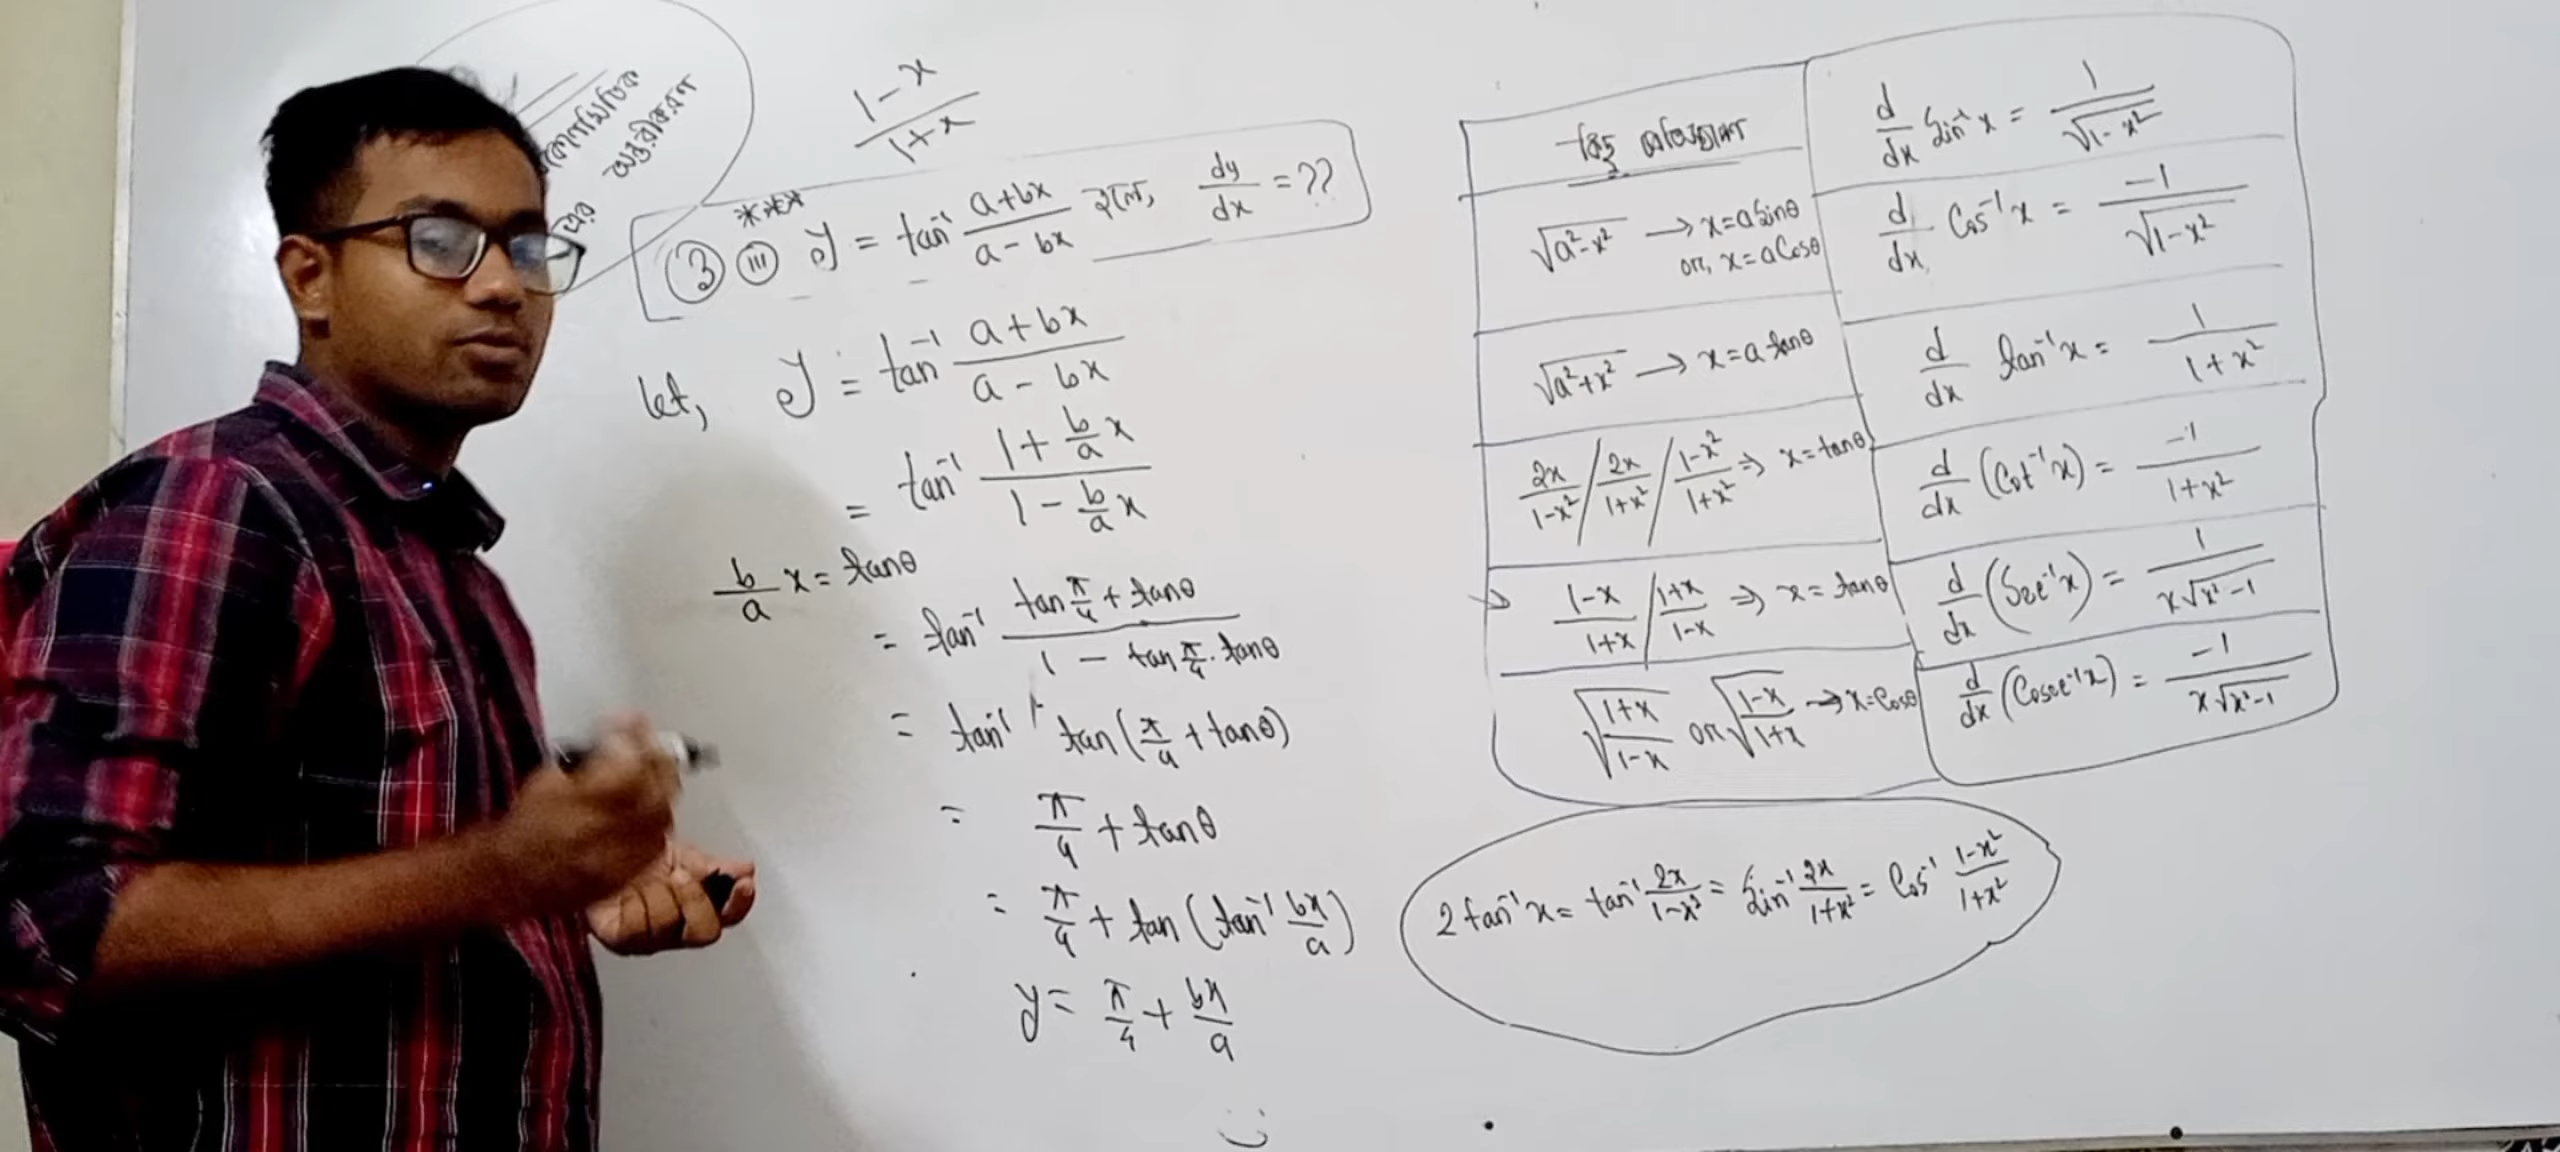 অন্তরীকরণ
1-x / 1+x
*** 
③ (iii) y = tan⁻¹ (a+bx)/(a-bx) হলে, dy/dx = ??
let, y = tan⁻¹ (a+bx)/(a-bx)
= tan⁻¹ (1 + (b/a)x)/(1 - (b/a)x)
(b/a) x = tanθ
= tan⁻¹ (tan π/4 + tanθ)/(1 - tan π/4 . tanθ)
= tan⁻¹ tan(π/4 + tanθ)
= π/4 + tanθ
= π/4 + tan(tan⁻¹ bx/a)
y = π/4 + bx/a
কিছু
√(a²-x²) → x = a Sinθ
or, x = a Cosθ
√(a²+x²) → x = a tanθ
2x/(1-x²) / 2x/(1+x²) / (1-x²)/(1+x²) ⇒ x = tanθ
→ (1-x)/(1+x) / (1+x)/(1-x) ⇒ x = tanθ
√((1+x)/(1-x)) or √((1-x)/(1+x)) → x = Cosθ
d/dx Sin⁻¹x = 1/√(1-x²)
d/dx Cos⁻¹x = -1/√(1-x²)
d/dx tan⁻¹x = 1/(1+x²)
d/dx (Cot⁻¹x) = -1/(1+x²)
d/dx (Sec⁻¹x) = 1/(x√(x²-1))
d/dx (Cosec⁻¹x) = -1/(x√(x²-1))
2 tan⁻¹x = tan⁻¹ 2x/(1-x²) = Sin⁻¹ 2x/(1+x²) = Cos⁻¹ (1-x²)/(1+x²)